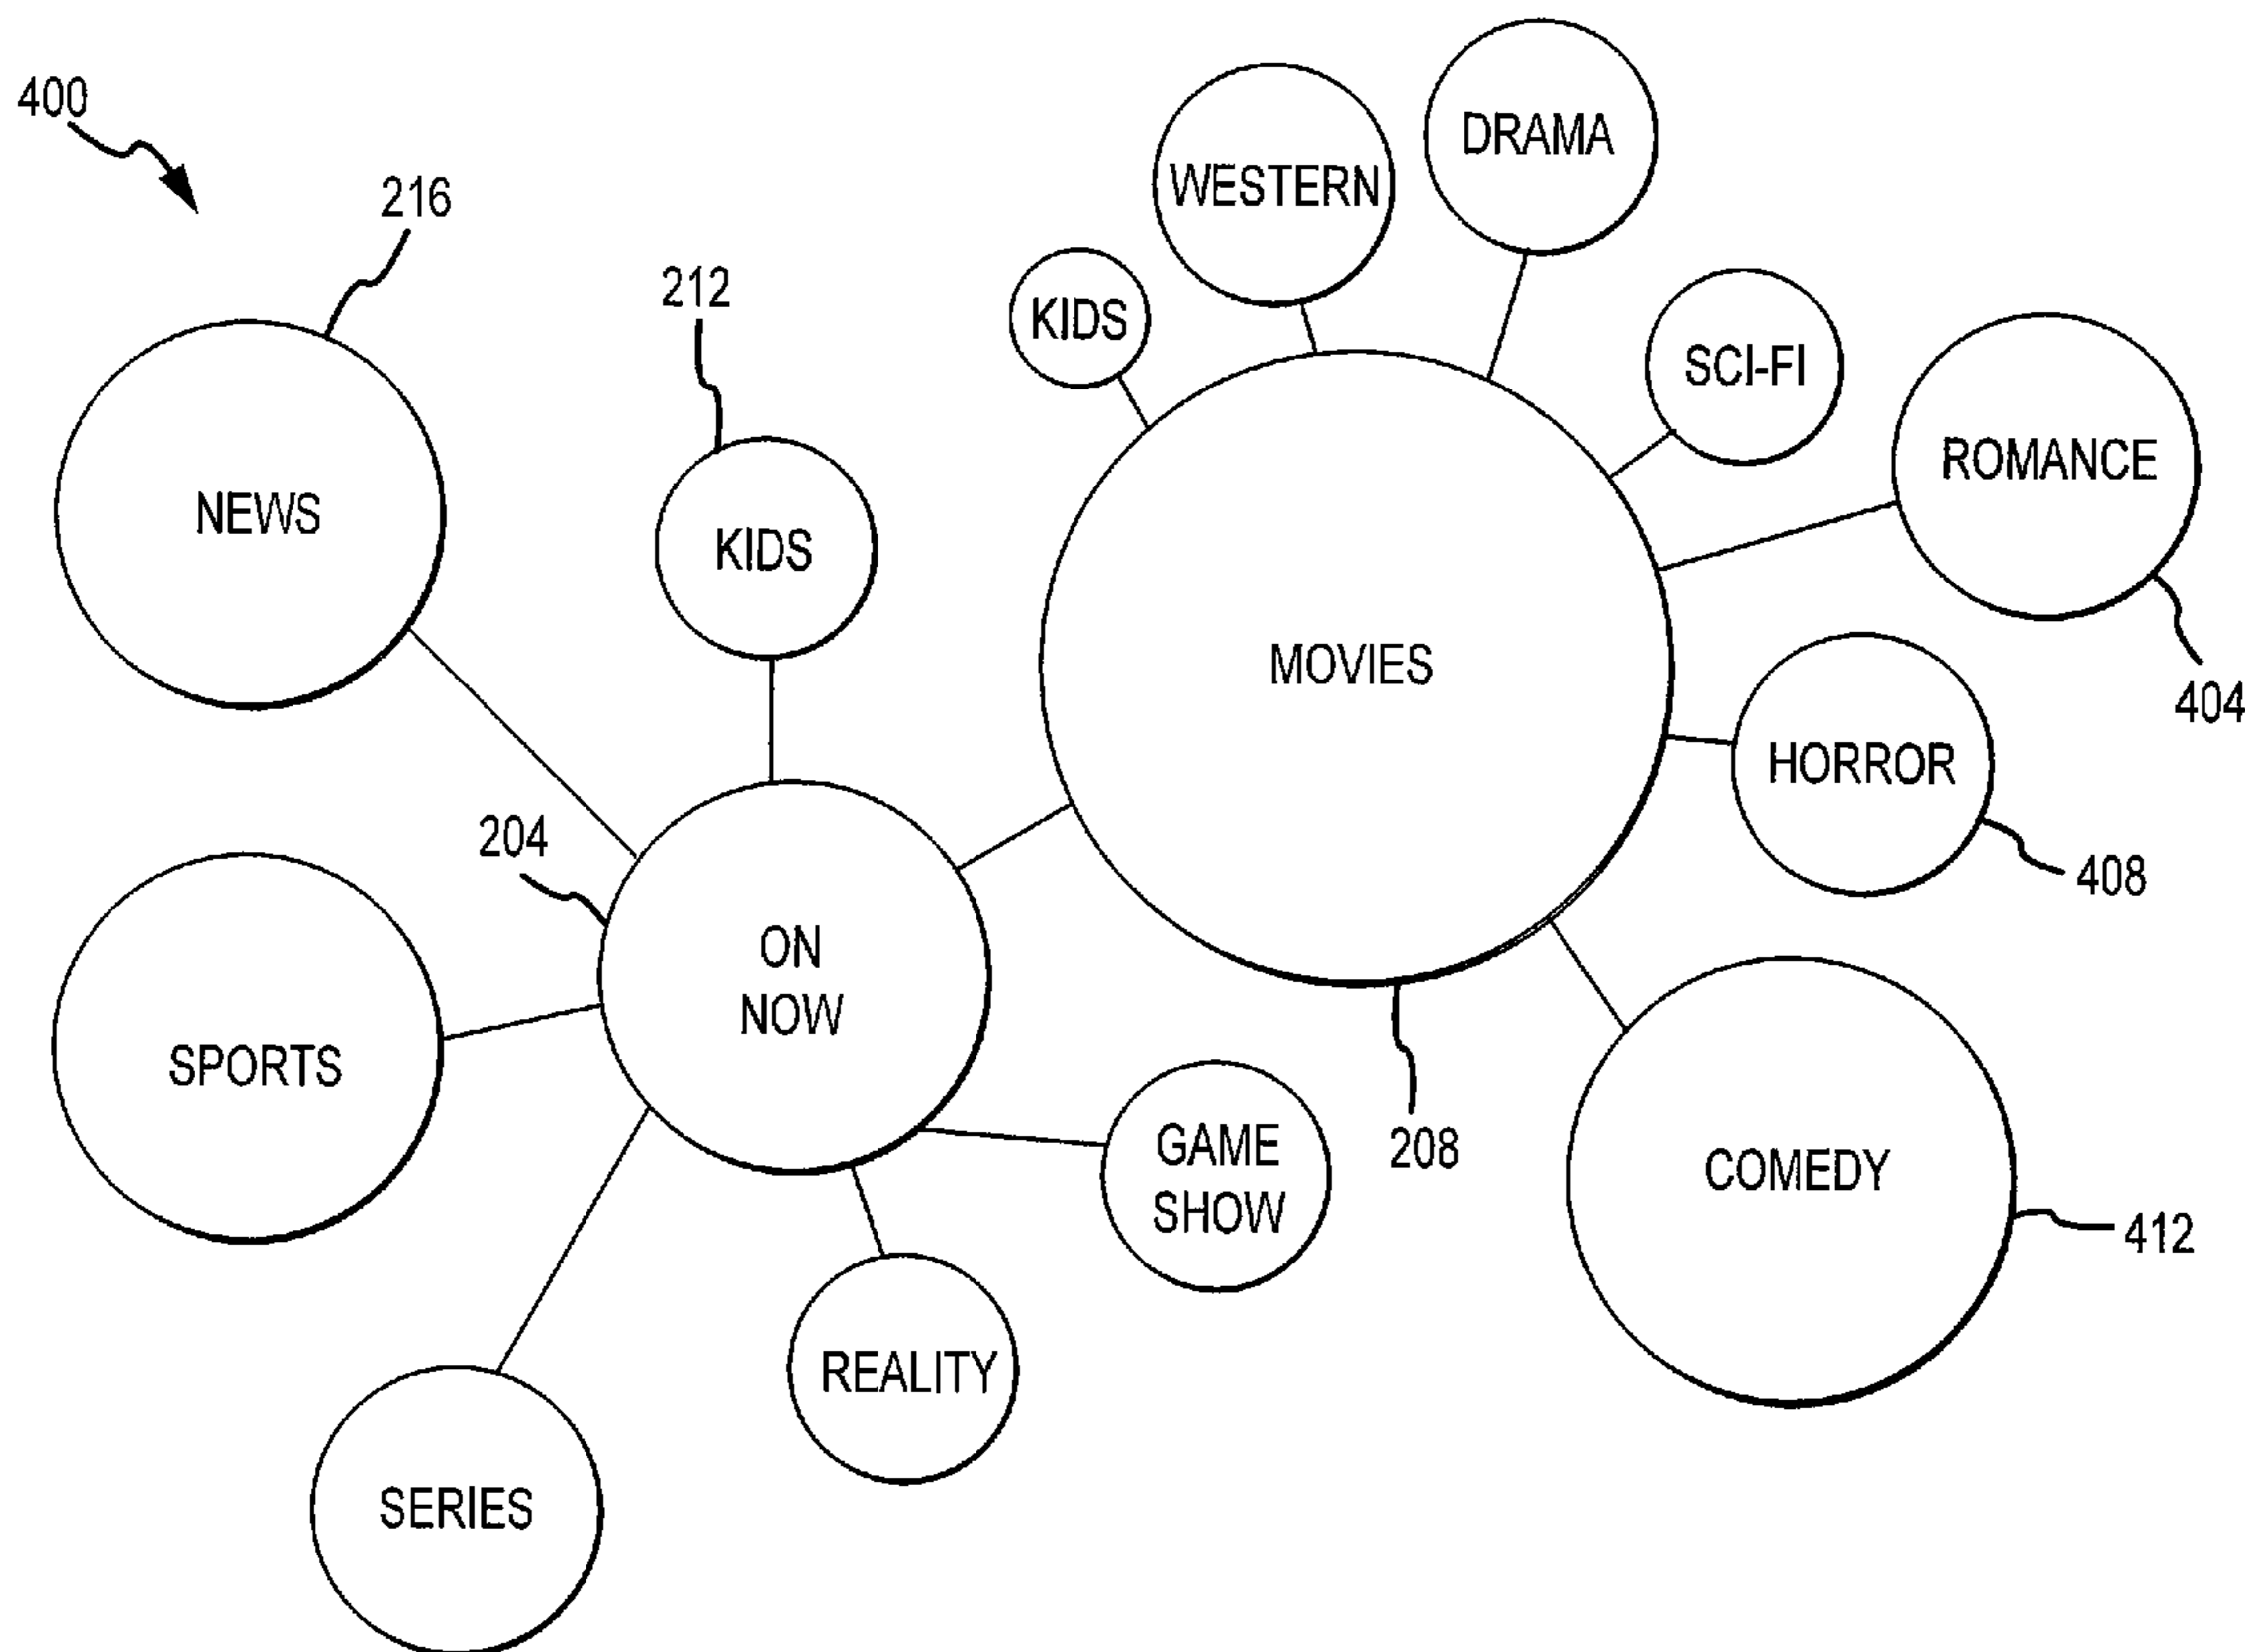 400
216
212
WESTERN
DRAMA
KIDS
SCI-FI
ROMANCE
NEWS
KIDS
MOVIES
404
HORROR
204
408
ON
NOW
SPORTS
GAME
SHOW
208
COMEDY
412
REALITY
SERIES